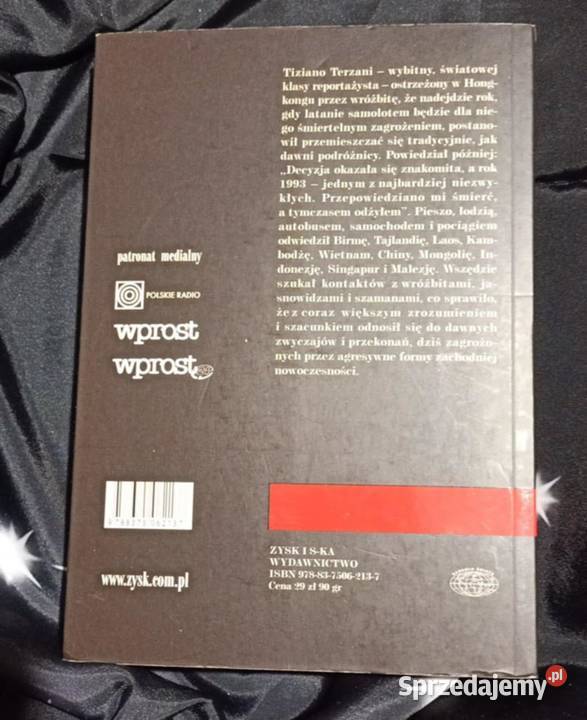 Tiziano Terzani – wybitny, światowej
klasy reportażysta – ostrzeżony w Hong-
kongu przez wróżbitę, że nadejdzie rok,
gdy latanie samolotem będzie dla nie-
go śmiertelnym zagrożeniem, postano-
wił przemieszczać się tradycyjnie, jak
dawni podróżnicy. Powiedział później:
„Decyzja okazała się znakomita, a rok
1993 – jednym z najbardziej niezwy-
kłych. Przepowiedziano mi śmierć,
a tymczasem odżyłem”. Pieszo, łodzią,
autobusem, samochodem i pociągiem
odwiedził Birmę, Tajlandię, Laos, Kam-
bodżę, Wietnam, Chiny, Mongolię, In-
donezję, Singapur i Malezję. Wszędzie
szukał kontaktów z wróżbitami, ja-
snowidzami i szamanami, co sprawiło,
że z coraz większym zrozumieniem
i szacunkiem odnosił się do dawnych
zwyczajów i przekonań, dziś zagrożo-
nych przez agresywne formy zachodniej
nowoczesności.
patronat medialny
POLSKIE RADIO
wprost
wprost
www.zysk.com.pl
ZYSK I S-KA
WYDAWNICTWO
ISBN 978-83-7506-213-7
Cena 29 zł 90 gr
Sprzedajemy.pl